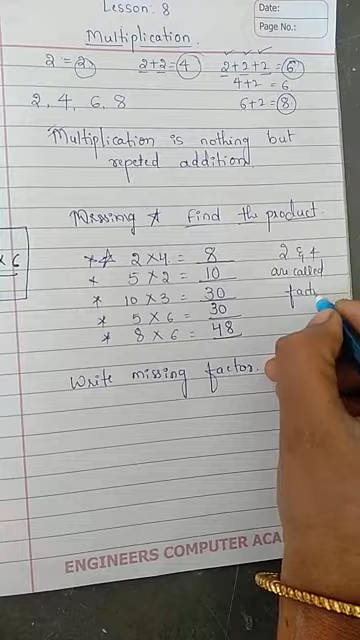 Lesson: 8
Date:
Page No.:
Multiplication.
2 = 2 2+2 = 4 2+2+2 = 6
4+2 = 6
2, 4, 6, 8 6+2 = 8
Multiplication is nothing but
repeted addition.
Missing Find the product.
* 2 × 4 = 8 2 & 4
* 5 × 2 = 10 are called
* 10 × 3 = 30 fact
* 5 × 6 = 30
* 8 × 6 = 48
× 6
Write missing factor.
ENGINEERS COMPUTER ACA